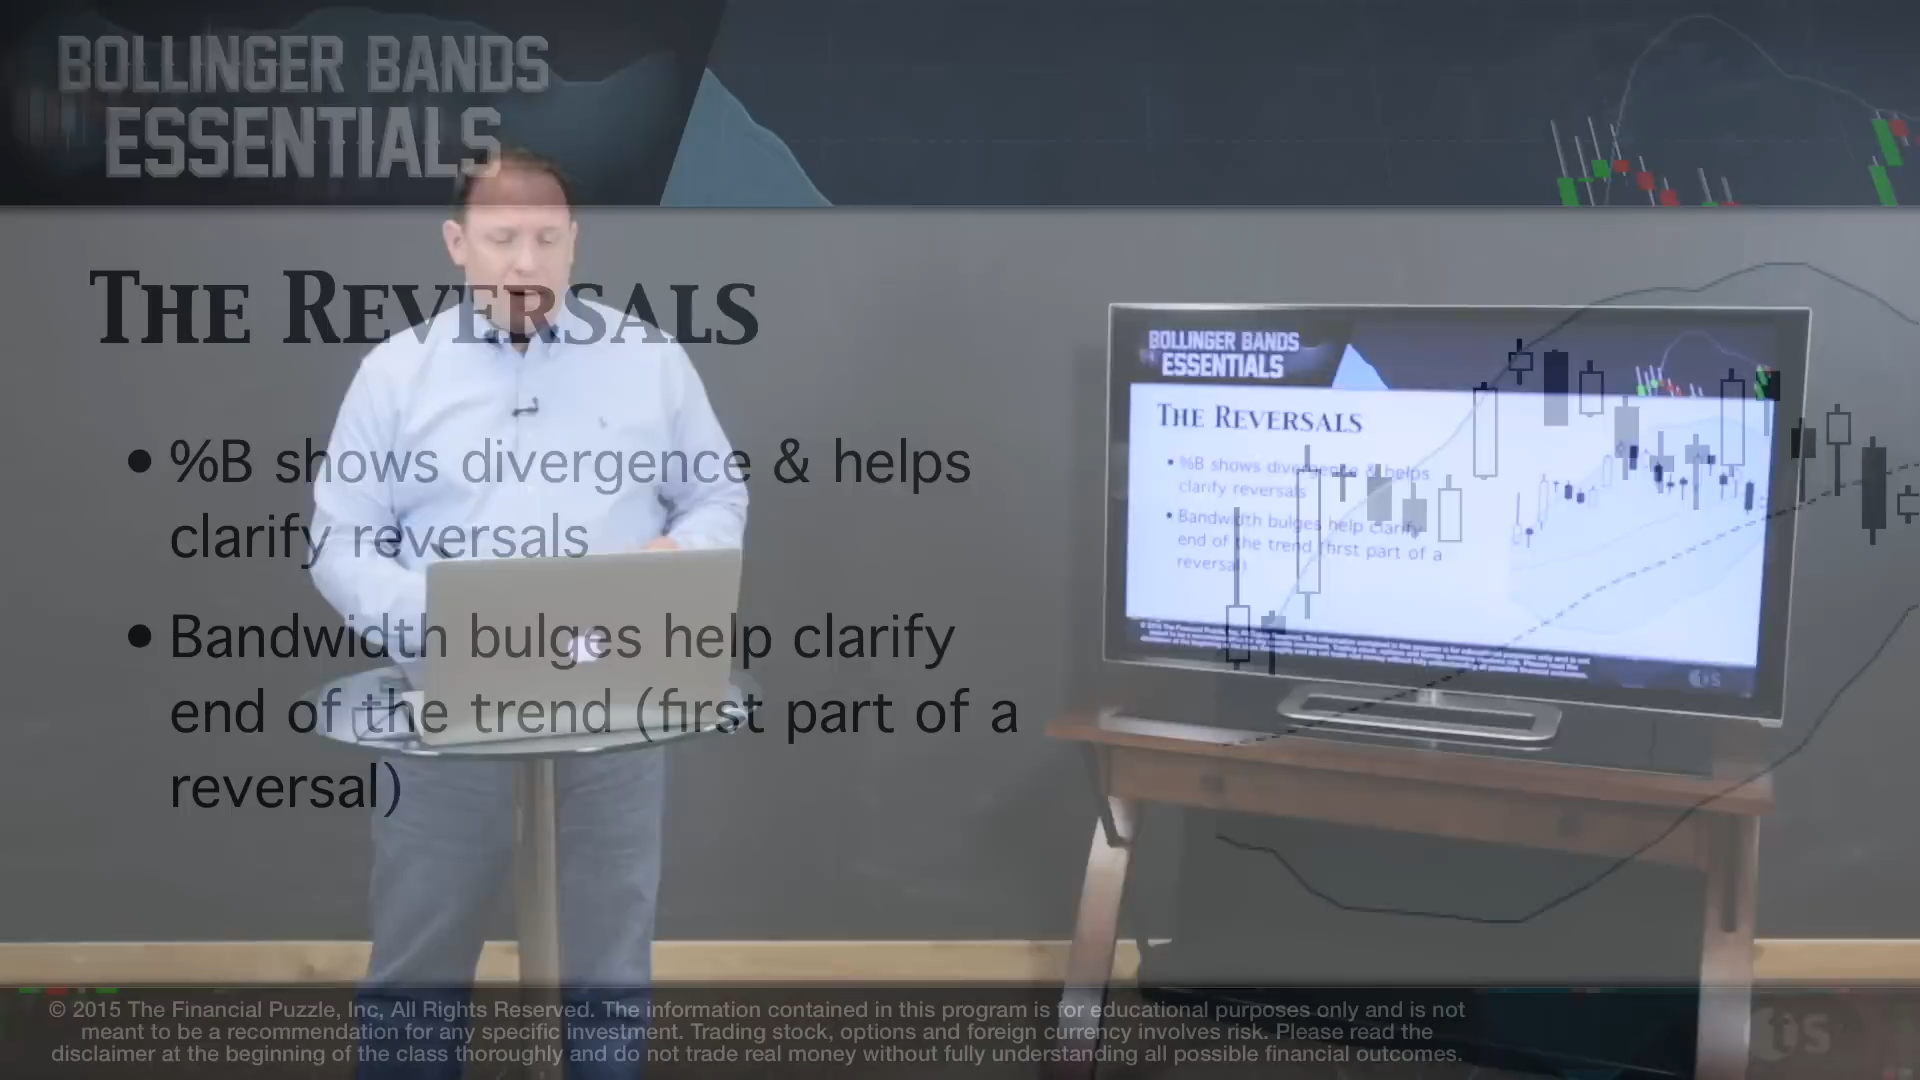 BOLLINGER BANDS
ESSENTIALS
THE REVERSALS
• %B shows divergence & helps
clarify reversals
• Bandwidth bulges help clarify
end of the trend (first part of a
reversal)
BOLLINGER BANDS
ESSENTIALS
THE REVERSALS
• %B shows divergence & helps
clarify reversals
• Bandwidth bulges help clarify
end of the trend (first part of a
reversal)
© 2015 The Financial Puzzle, Inc, All Rights Reserved. The information contained in this program is for educational purposes only and is not
meant to be a recommendation for any specific investment. Trading stock, options and foreign currency involves risk. Please read the
disclaimer at the beginning of the class thoroughly and do not trade real money without fully understanding all possible financial outcomes.